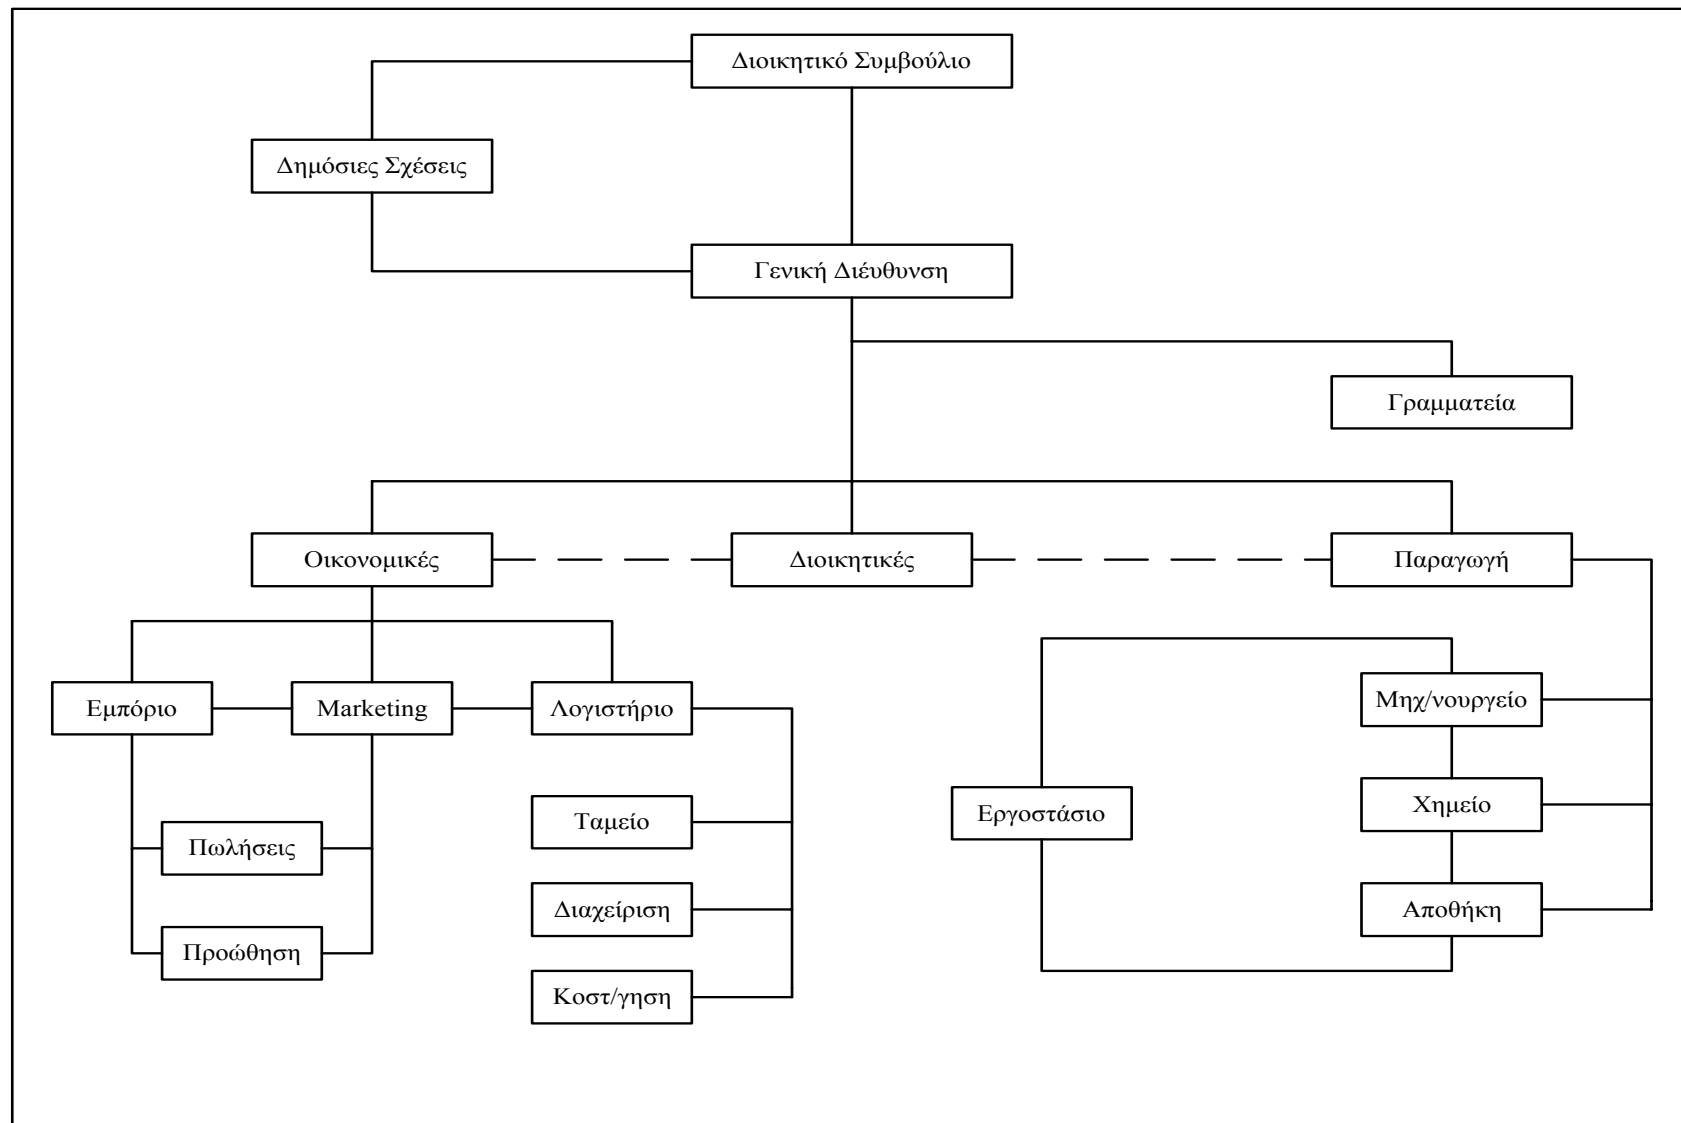 Διοικητικό Συμβούλιο
Δημόσιες Σχέσεις
Γενική Διέυθυνση
Γραμματεία
Οικονομικές
Διοικητικές
Παραγωγή
Εμπόριο
Marketing
Λογιστήριο
Μηχ/νουργείο
Ταμείο
Εργοστάσιο
Χημείο
Πωλήσεις
Διαχείριση
Αποθήκη
Προώθηση
Κοστ/γηση